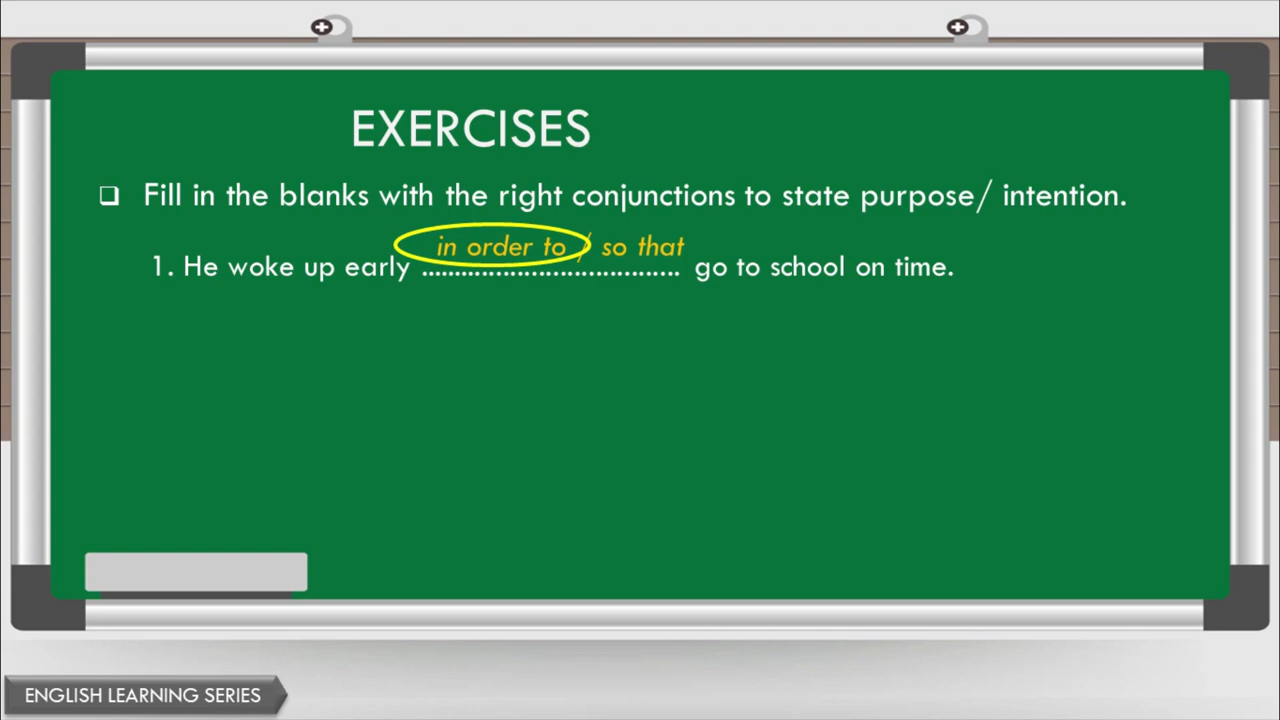 EXERCISES
❑ Fill in the blanks with the right conjunctions to state purpose/ intention.
in order to / so that
1. He woke up early ....................................... go to school on time.
ENGLISH LEARNING SERIES